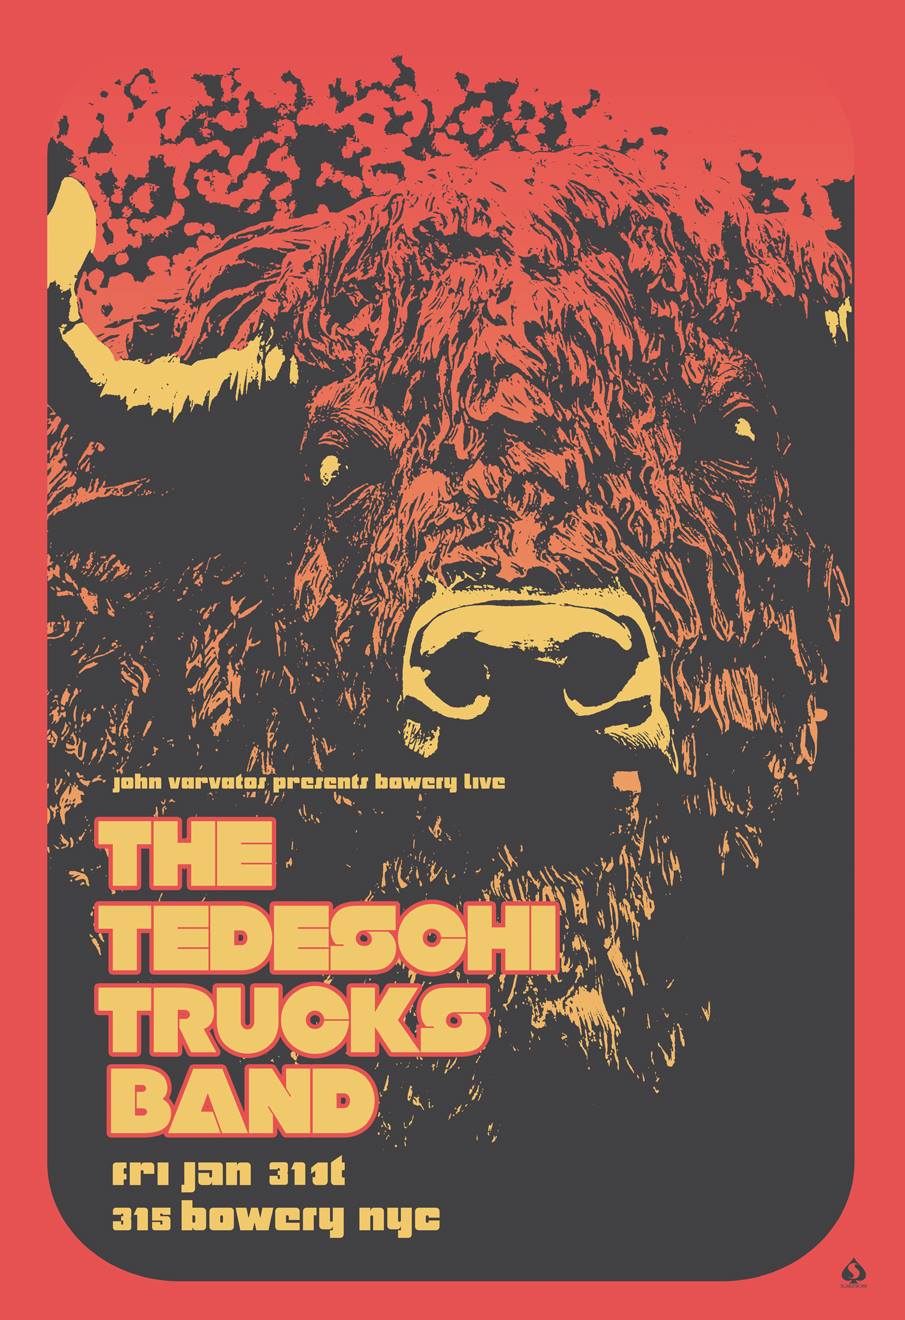 john varvatos presents bowery live
THE
TEDESCHI
TRUCKS
BAND
fri jan 31st
315 bowery nyc